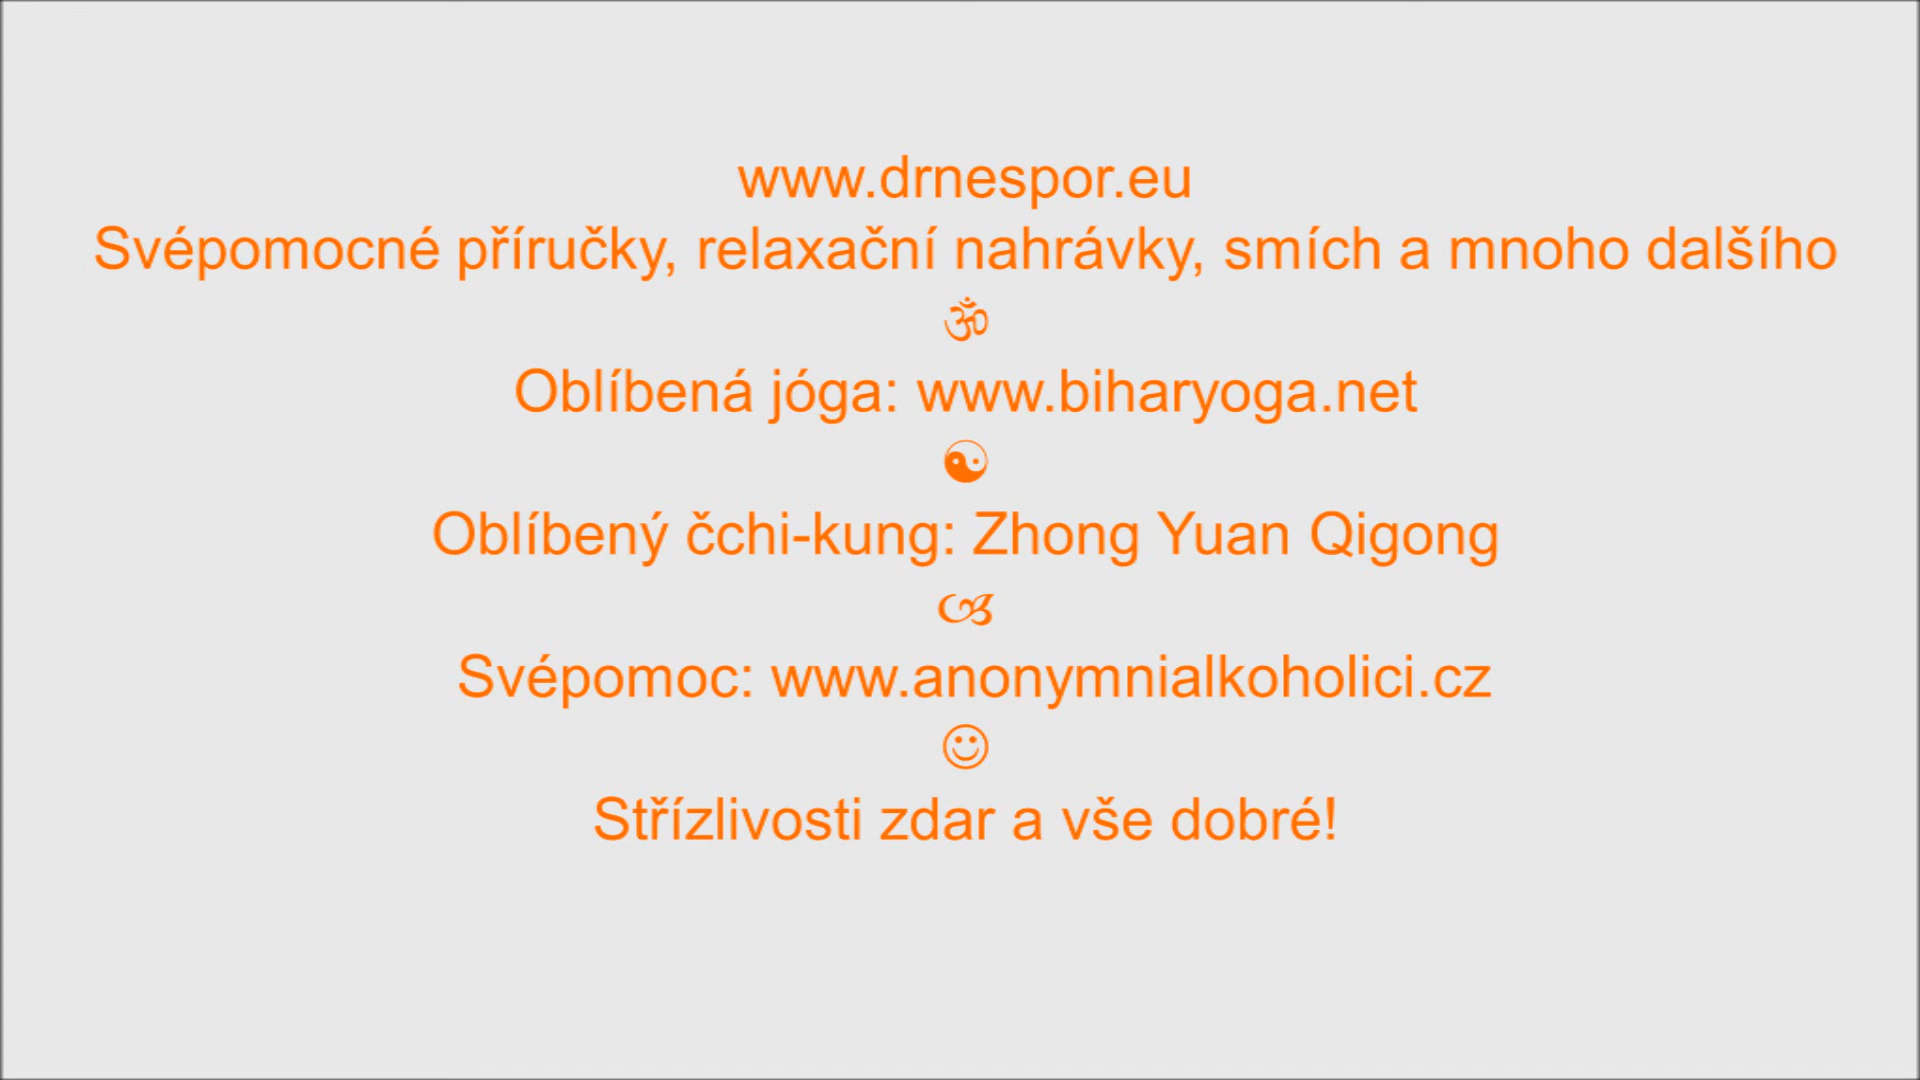 www.drnespor.eu
Svépomocné příručky, relaxační nahrávky, smích a mnoho dalšího
ॐ
Oblíbená jóga: www.biharyoga.net
☯
Oblíbený čchi-kung: Zhong Yuan Qigong
🙚
Svépomoc: www.anonymnialkoholici.cz
☺
Střízlivosti zdar a vše dobré!